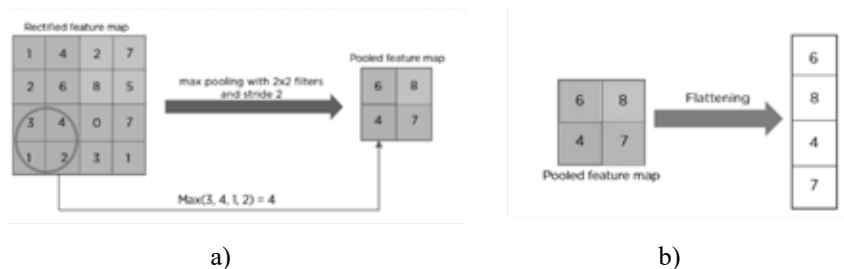 Rectified feature map
1 4 2 7
2 6 8 5
3 4 0 7
1 2 3 1
max pooling with 2x2 filters
and stride 2
Pooled feature map
6 8
4 7
Max(3, 4, 1, 2) = 4
a)
6 8
4 7
Pooled feature map
Flattening
6
8
4
7
b)